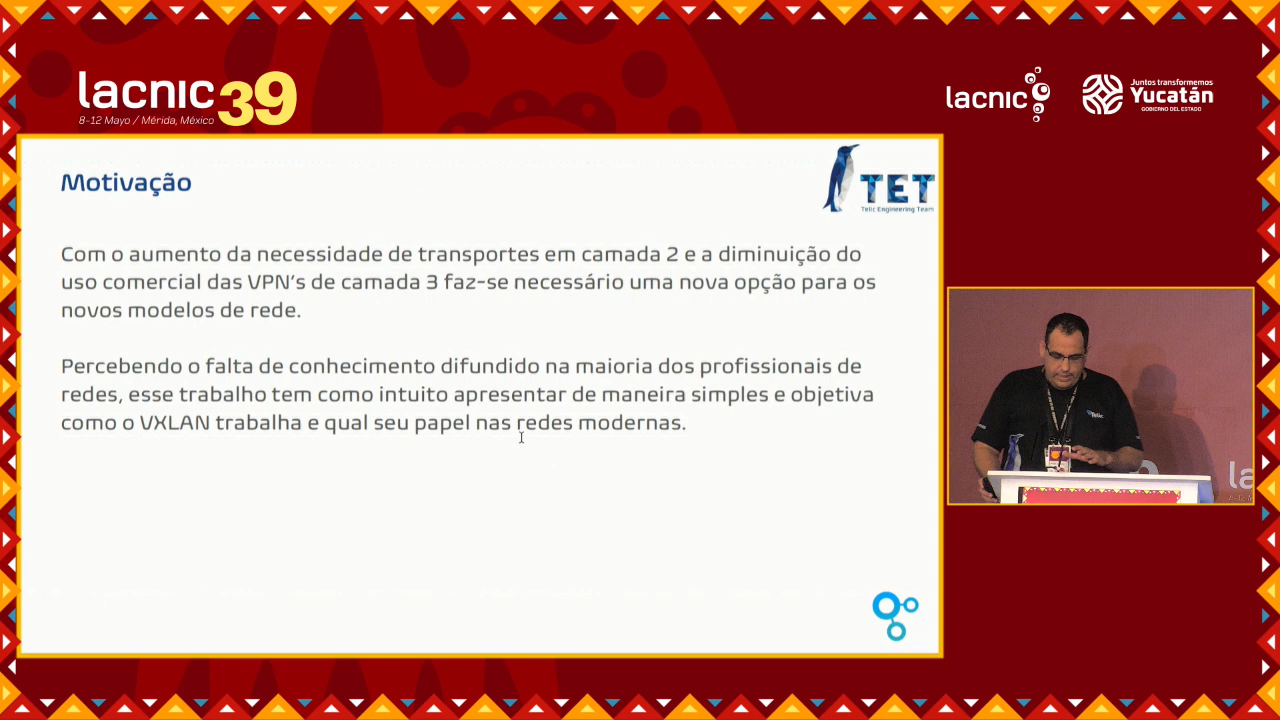 lacnic39
8-12 Mayo / Mérida, México
lacnic
Juntos transformemos
Yucatán
GOBIERNO DEL ESTADO
Motivação
TET
Telic Engineering Team
Com o aumento da necessidade de transportes em camada 2 e a diminuição do
uso comercial das VPN’s de camada 3 faz-se necessário uma nova opção para os
novos modelos de rede.
Percebendo o falta de conhecimento difundido na maioria dos profissionais de
redes, esse trabalho tem como intuito apresentar de maneira simples e objetiva
como o VXLAN trabalha e qual seu papel nas redes modernas.
Telic
la